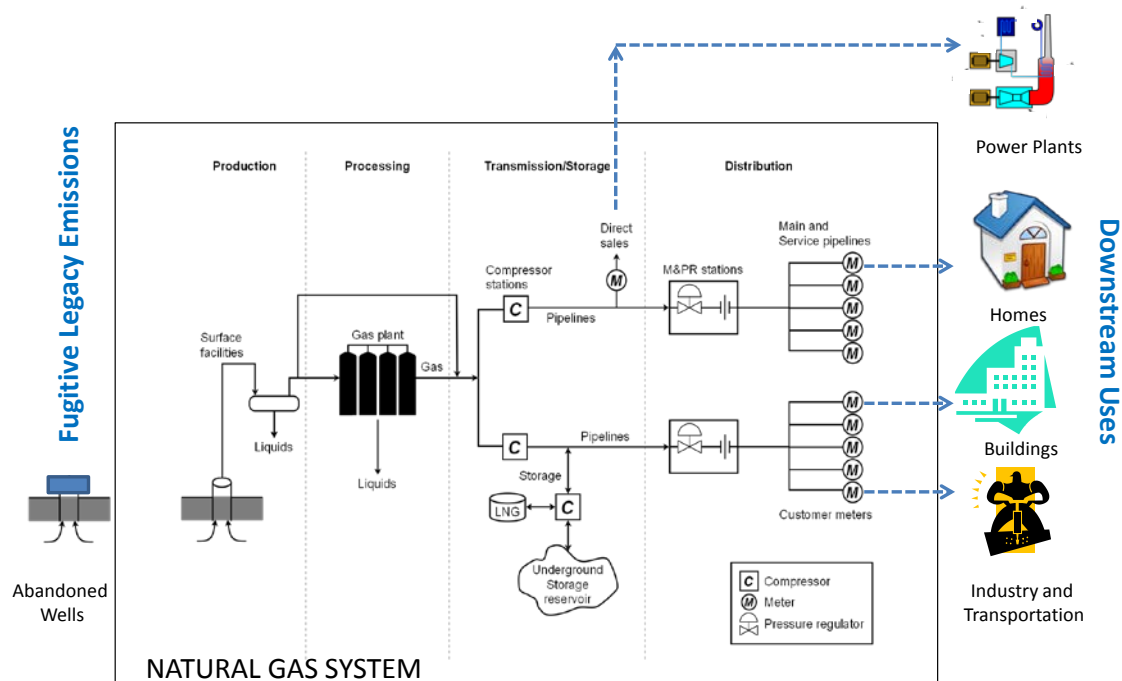 Power Plants
Fugitive Legacy Emissions
Production
Processing
Transmission/Storage
Distribution
Direct
sales
M
Main and
Service pipelines
Compressor
stations
M&PR stations
M
M
M
M
M
C
Pipelines
Homes
Downstream Uses
Surface
facilities
Gas plant
Gas
Liquids
Liquids
C
Pipelines
M
M
M
M
M
Buildings
Storage
LNG
C
Customer meters
Underground
Storage
reservoir
C Compressor
M Meter
Pressure regulator
Abandoned
Wells
Industry and
Transportation
NATURAL GAS SYSTEM